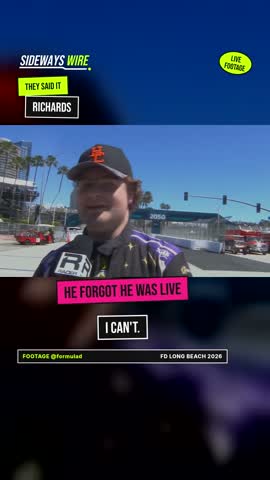 SIDEWAYS WIRE.
LIVE
FOOTAGE
THEY SAID IT
RICHARDS
2050
R
RACER
HE FORGOT HE WAS LIVE
I CAN'T.
FOOTAGE @formulad
FD LONG BEACH 2026